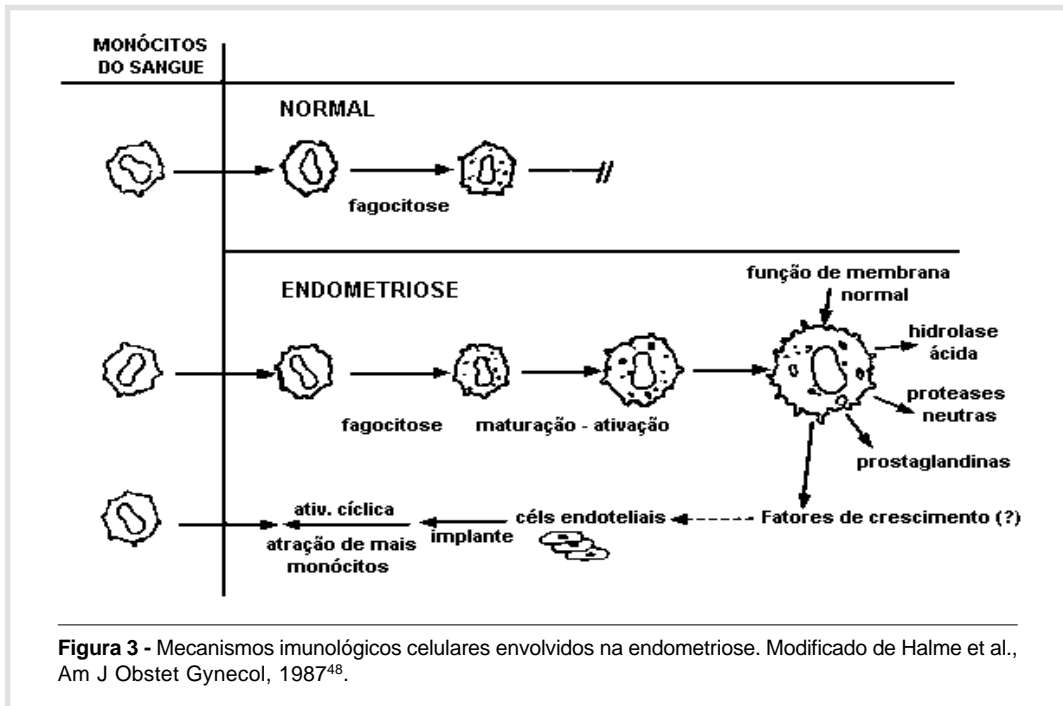 MONÓCITOS
DO SANGUE
NORMAL
fagocitose
ENDOMETRIOSE
função de membrana
normal
hidrolase
ácida
proteases
neutras
prostaglandinas
fagocitose
maturação - ativação
ativ. cíclica
atração de mais
monócitos
implante
céls endoteliais
Fatores de crescimento (?)
Figura 3 - Mecanismos imunológicos celulares envolvidos na endometriose. Modificado de Halme et al.,
Am J Obstet Gynecol, 1987⁴⁸.